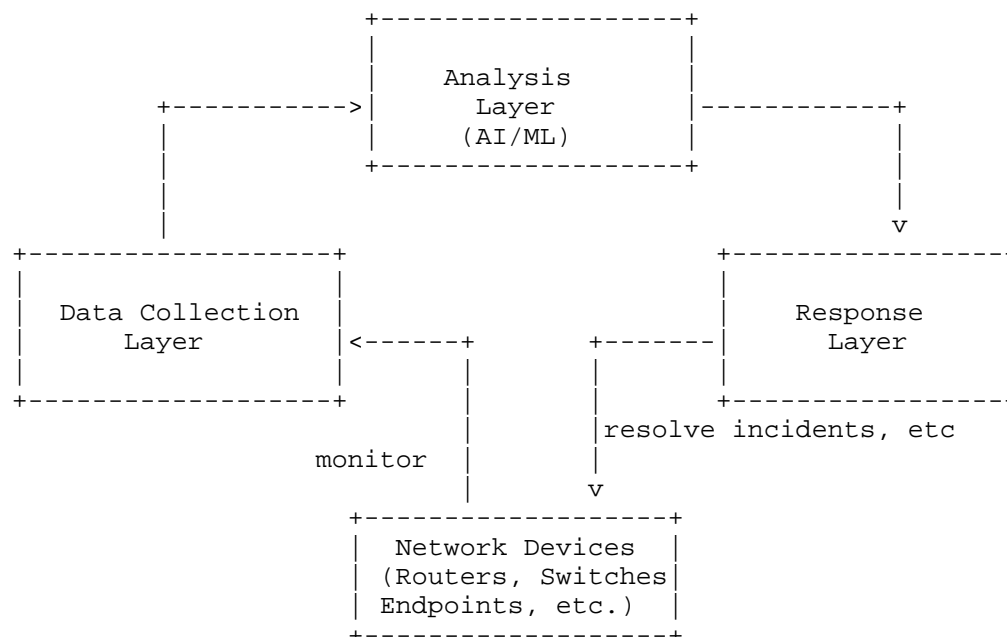 Analysis
Layer
(AI/ML)
Data Collection
Layer
Response
Layer
resolve incidents, etc
monitor
Network Devices
(Routers, Switches
Endpoints, etc.)